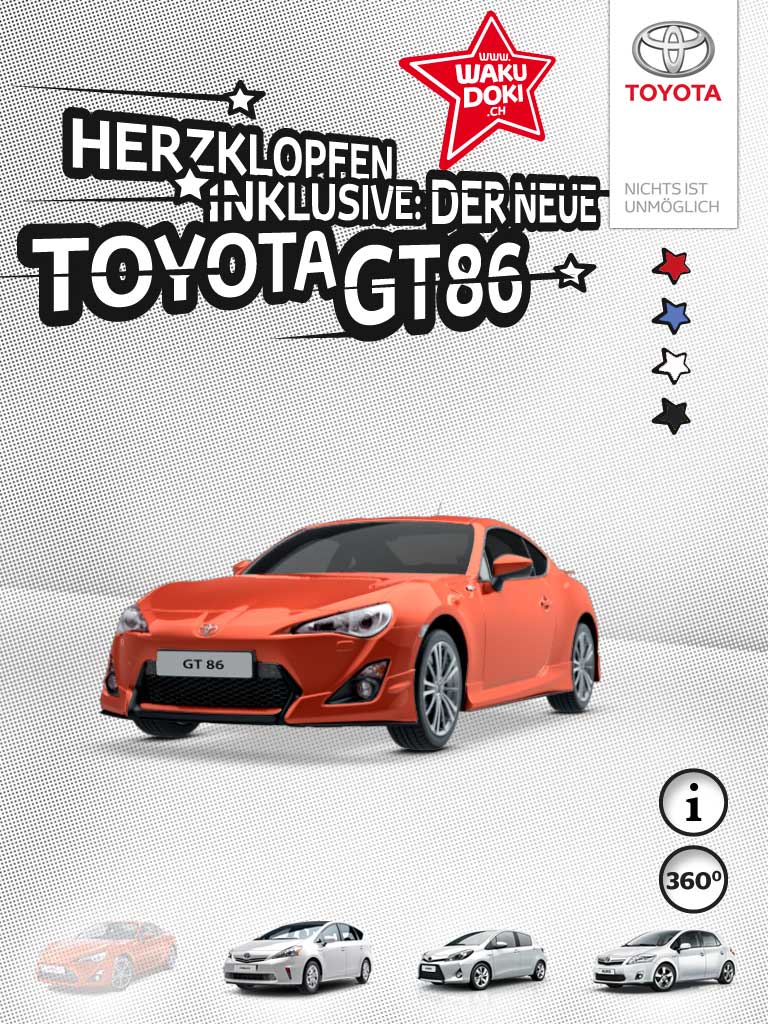 www.
WAKU
DOKI
.CH
TOYOTA
HERZKLOPFEN
INKLUSIVE: DER NEUE
TOYOTA GT86
NICHTS IST
UNMÖGLICH
GT 86
i
360°